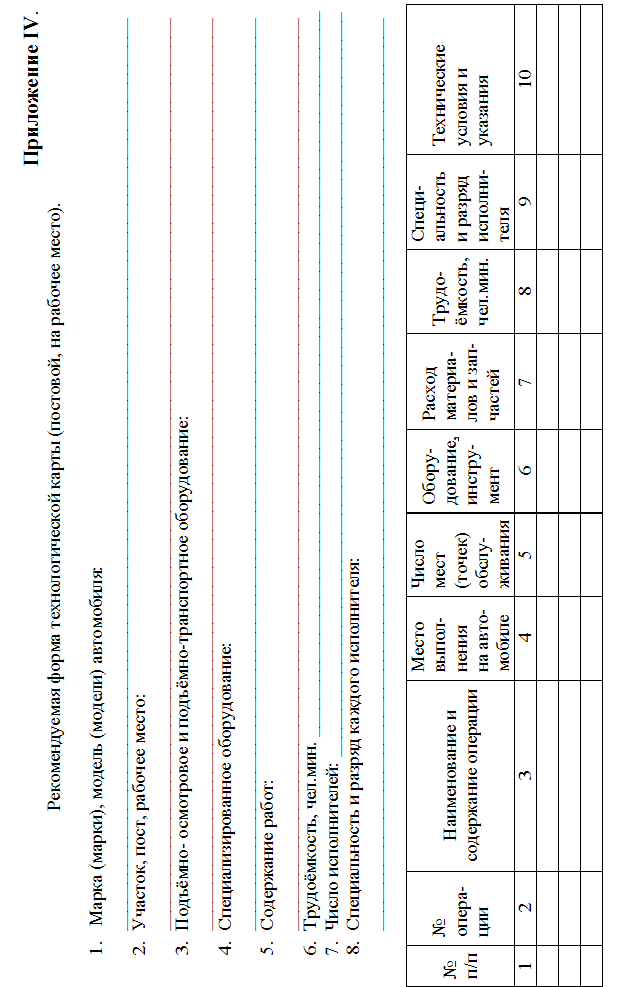 Приложение IV.
Рекомендуемая форма технологической карты (постовой, на рабочее место).
1. Марка (марки), модель (модели) автомобиля:
2. Участок, пост, рабочее место:
3. Подъёмно- осмотровое и подъёмно-транспортное оборудование:
4. Специализированное оборудование:
5. Содержание работ:
6. Трудоёмкость, чел.мин.
7. Число исполнителей:
8. Специальность и разряд каждого исполнителя:
№
п/п
№
опера-
ции
Наименование и
содержание операции
Место
выпол-
нения
на авто-
мобиле
Число
мест
(точек)
обслу-
живания
Обору-
дование,
инстру-
мент
Расход
материа-
лов и зап-
частей
Трудо-
ёмкость,
чел.мин.
Специ-
альность
и разряд
исполни-
теля
Технические
условия и
указания
1 2 3 4 5 6 7 8 9 10